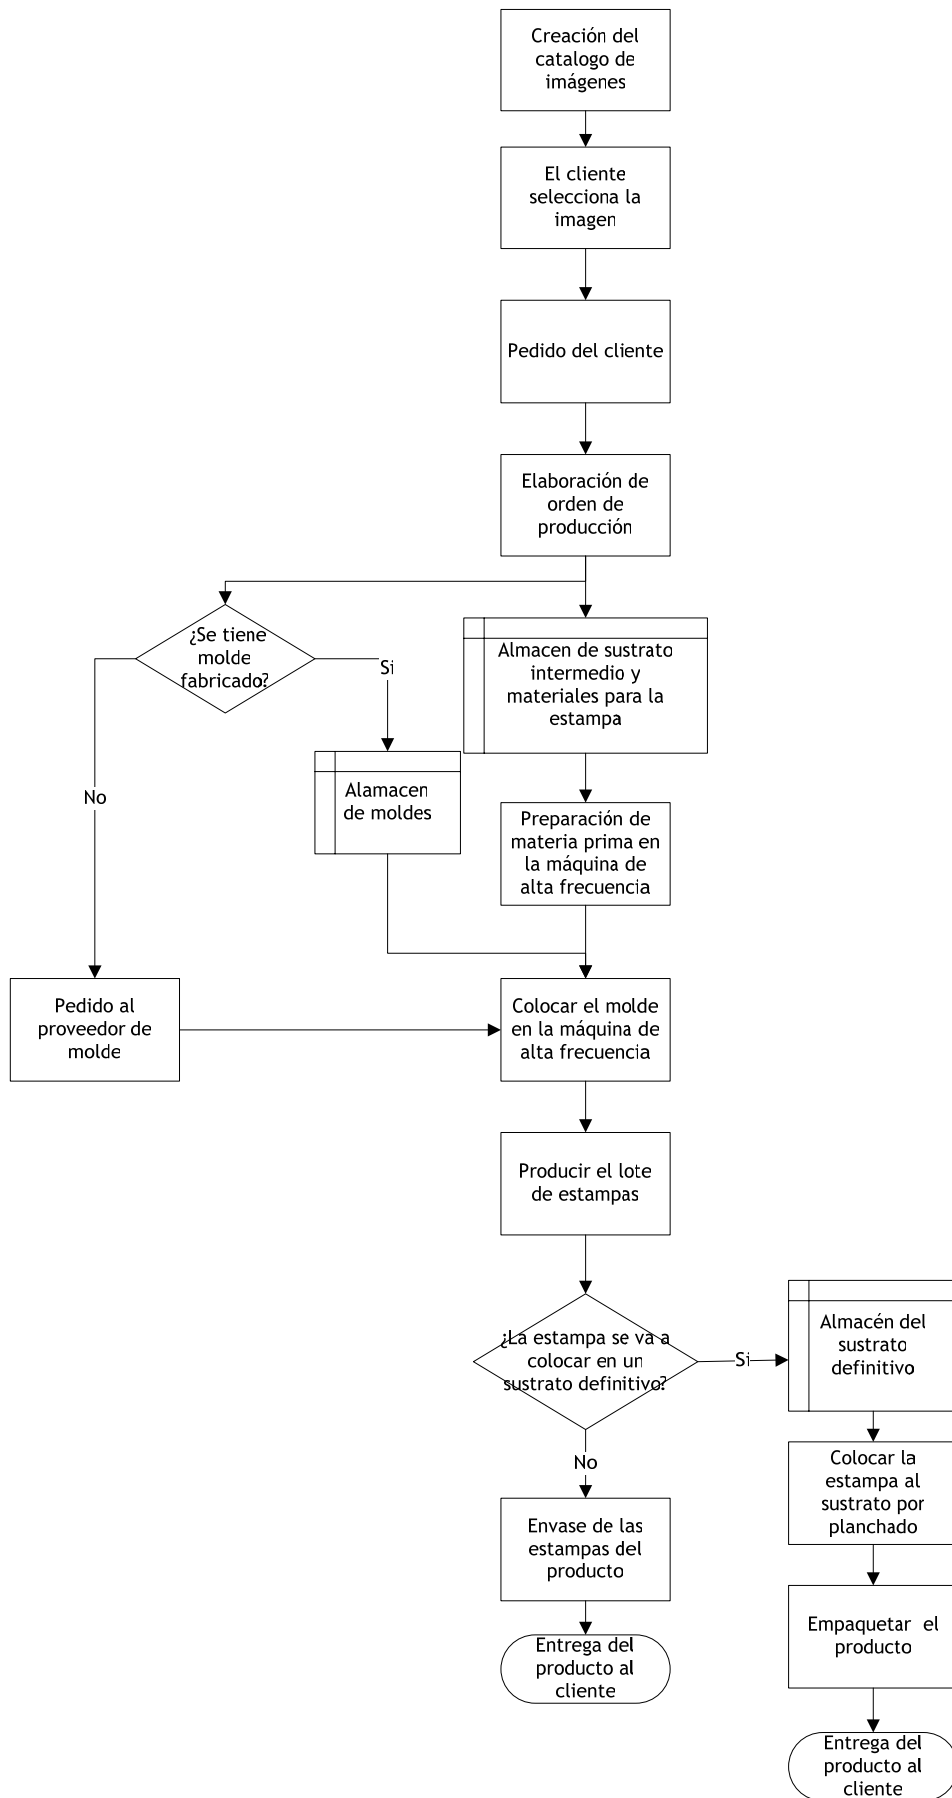 Creación del
catalogo de
imágenes
El cliente
selecciona la
imagen
Pedido del cliente
Elaboración de
orden de
producción
¿Se tiene
molde
fabricado?
Si
No
Almacen de sustrato
intermedio y
materiales para la
estampa
Alamacen
de moldes
Preparación de
materia prima en
la máquina de
alta frecuencia
Pedido al
proveedor de
molde
Colocar el molde
en la máquina de
alta frecuencia
Producir el lote
de estampas
¿La estampa se va a
colocar en un
sustrato definitivo?
Si
No
Almacén del
sustrato
definitivo
Colocar la
estampa al
sustrato por
planchado
Envase de las
estampas del
producto
Empaquetar el
producto
Entrega del
producto al
cliente
Entrega del
producto al
cliente